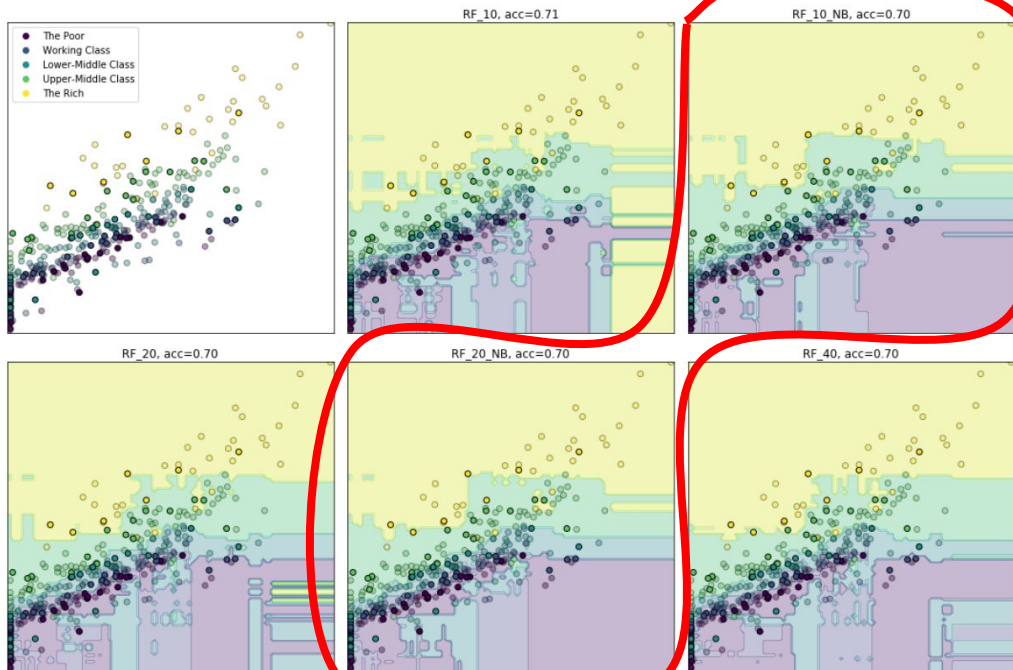 RF_10, acc=0.71
RF_10_NB, acc=0.70
The Poor
Working Class
Lower-Middle Class
Upper-Middle Class
The Rich
RF_20, acc=0.70
RF_20_NB, acc=0.70
RF_40, acc=0.70